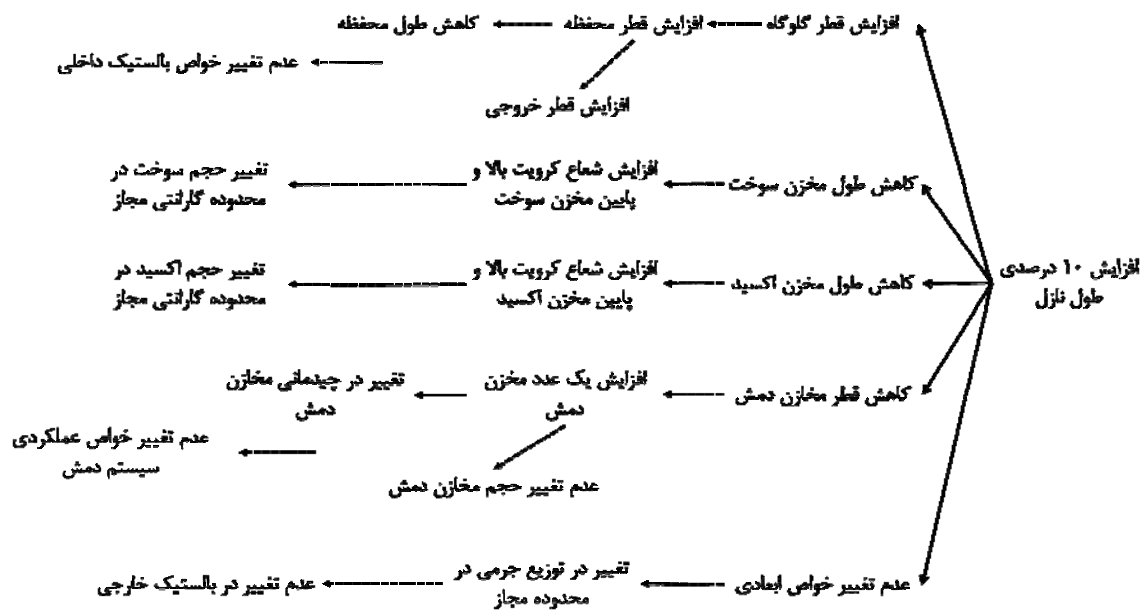 افزایش ۱۰ درصدی
طول نازل
افزایش قطر گلوگاه
افزایش قطر محفظه
کاهش طول محفظه
افزایش قطر خروجی
عدم تغییر خواص بالستیک داخلی
کاهش طول مخزن سوخت
افزایش شعاع کرویت بالا و
پایین مخزن سوخت
تغییر حجم سوخت در
محدوده گارانتی مجاز
کاهش طول مخزن اکسید
افزایش شعاع کرویت بالا و
پایین مخزن اکسید
تغییر حجم اکسید در
محدوده گارانتی مجاز
کاهش قطر مخازن دمش
افزایش یک عدد مخزن
دمش
تغییر در چیدمانی مخازن
دمش
عدم تغییر حجم مخازن دمش
عدم تغییر خواص عملکردی
سیستم دمش
عدم تغییر خواص ابعادی
تغییر در توزیع جرمی در
محدوده مجاز
عدم تغییر در بالستیک خارجی